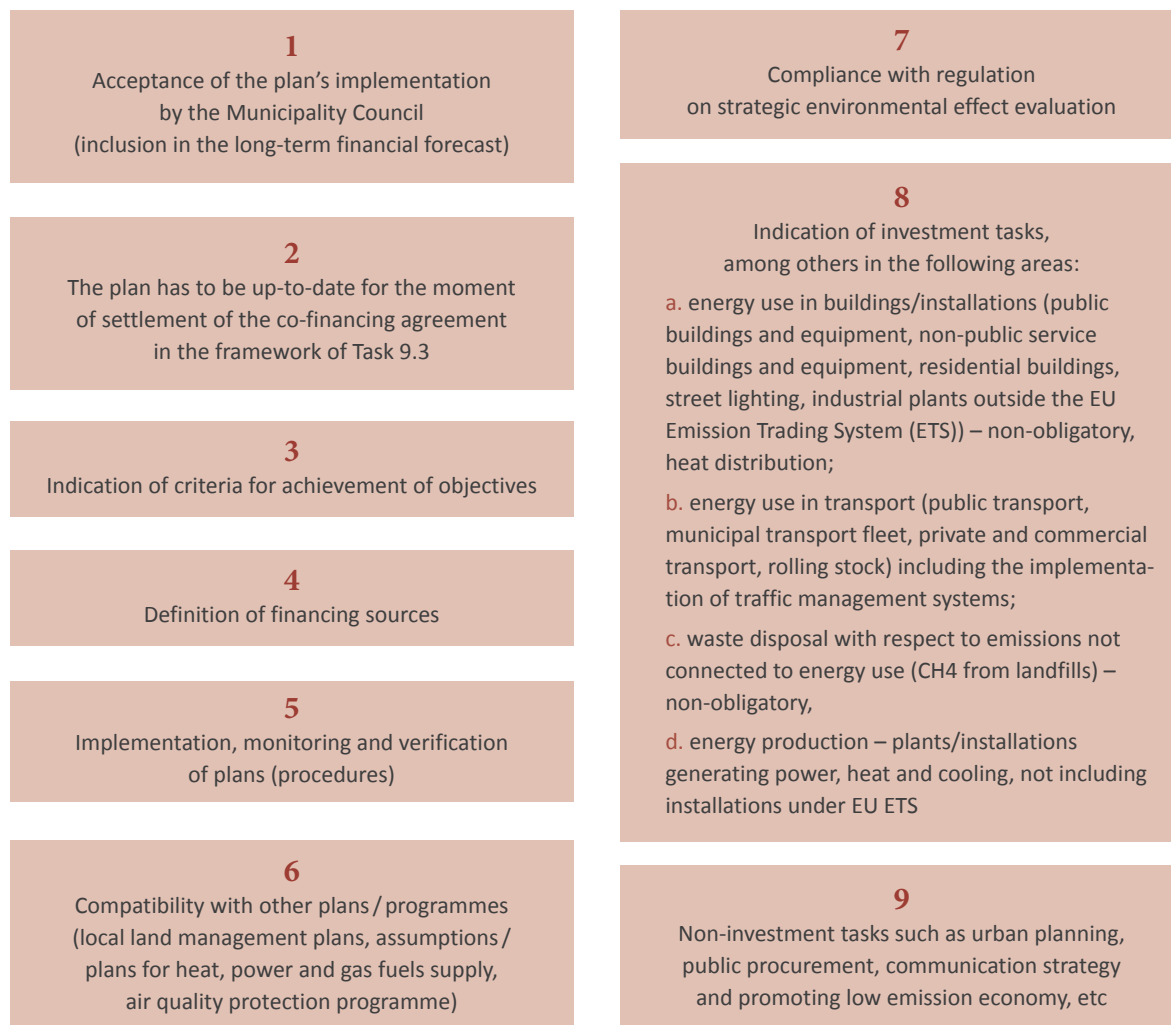 1
Acceptance of the plan’s implementation
by the Municipality Council
(inclusion in the long-term financial forecast)
2
The plan has to be up-to-date for the moment
of settlement of the co-financing agreement
in the framework of Task 9.3
3
Indication of criteria for achievement of objectives
4
Definition of financing sources
5
Implementation, monitoring and verification
of plans (procedures)
6
Compatibility with other plans / programmes
(local land management plans, assumptions /
plans for heat, power and gas fuels supply,
air quality protection programme)
7
Compliance with regulation
on strategic environmental effect evaluation
8
Indication of investment tasks,
among others in the following areas:
a. energy use in buildings/installations (public
buildings and equipment, non-public service
buildings and equipment, residential buildings,
street lighting, industrial plants outside the EU
Emission Trading System (ETS)) – non-obligatory,
heat distribution;
b. energy use in transport (public transport,
municipal transport fleet, private and commercial
transport, rolling stock) including the implementa-
tion of traffic management systems;
c. waste disposal with respect to emissions not
connected to energy use (CH4 from landfills) –
non-obligatory,
d. energy production – plants/installations
generating power, heat and cooling, not including
installations under EU ETS
9
Non-investment tasks such as urban planning,
public procurement, communication strategy
and promoting low emission economy, etc